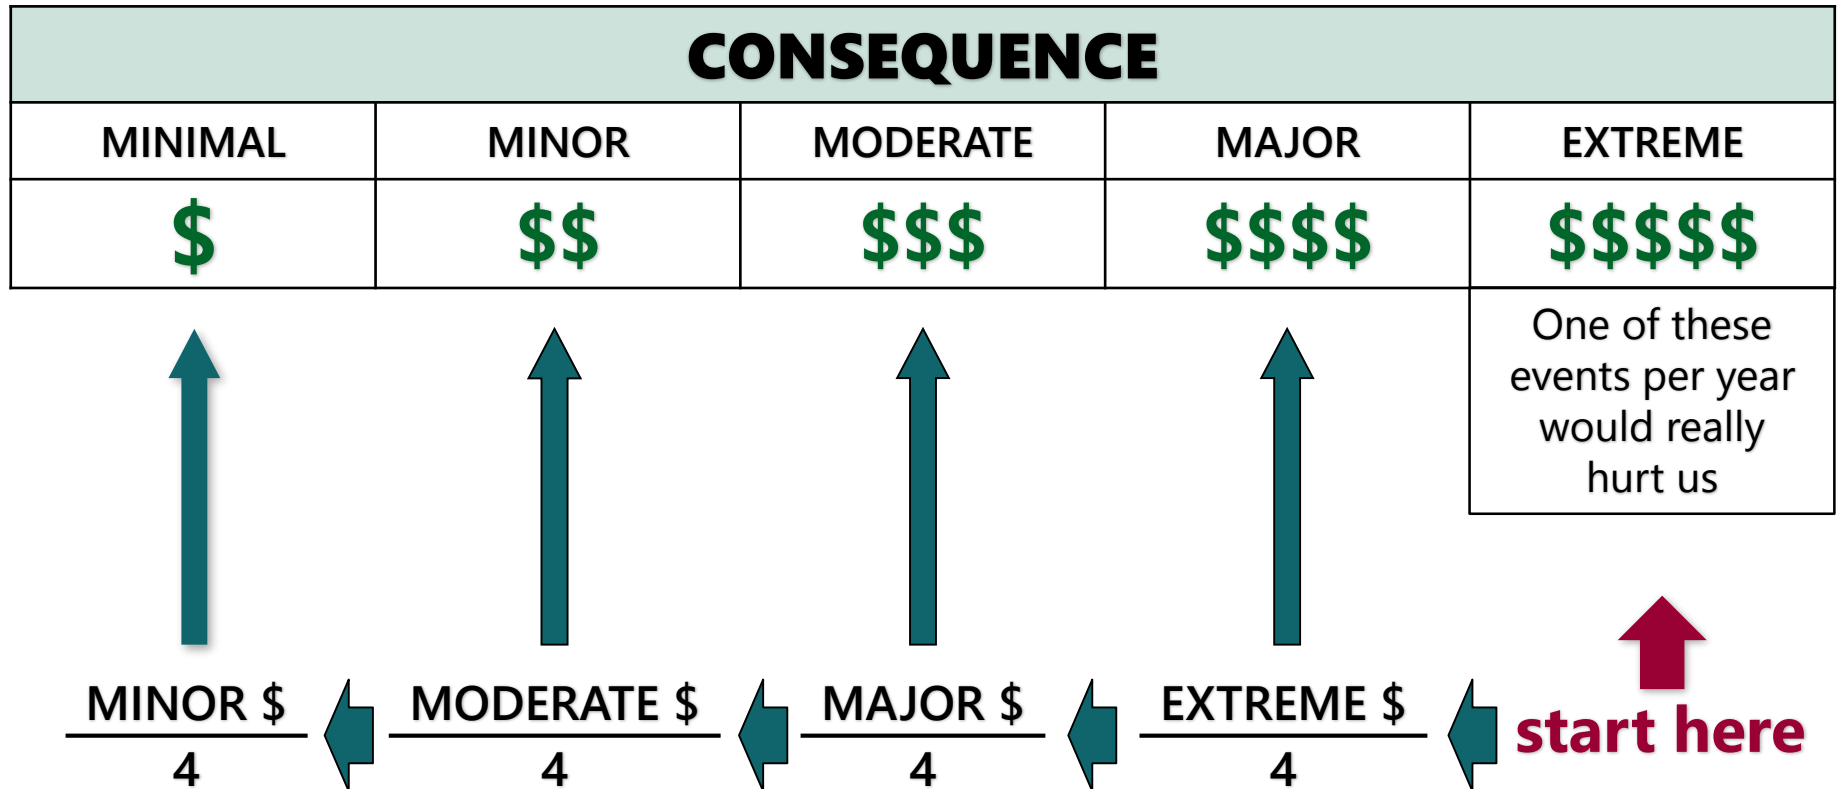 CONSEQUENCE
MINIMAL MINOR MODERATE MAJOR EXTREME
$ $$ $$$ $$$$ $$$$$
One of these
events per year
would really
hurt us
MINOR $ MODERATE $ MAJOR $ EXTREME $ start here
4 4 4 4